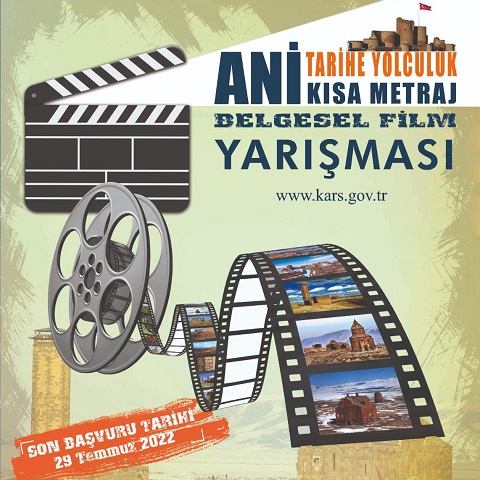 ANİ
TARİHE YOLCULUK
KISA METRAJ
BELGESEL FİLM
YARIŞMASI
www.kars.gov.tr
SON BAŞVURU TARİHİ
29 Temmuz 2022